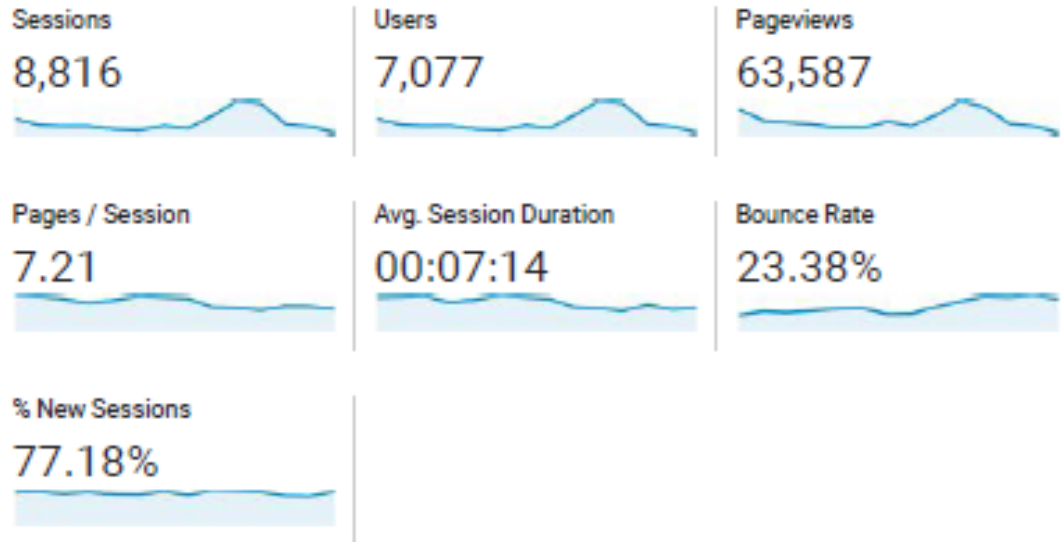 Sessions
8,816
Users
7,077
Pageviews
63,587
Pages / Session
7.21
Avg. Session Duration
00:07:14
Bounce Rate
23.38%
% New Sessions
77.18%